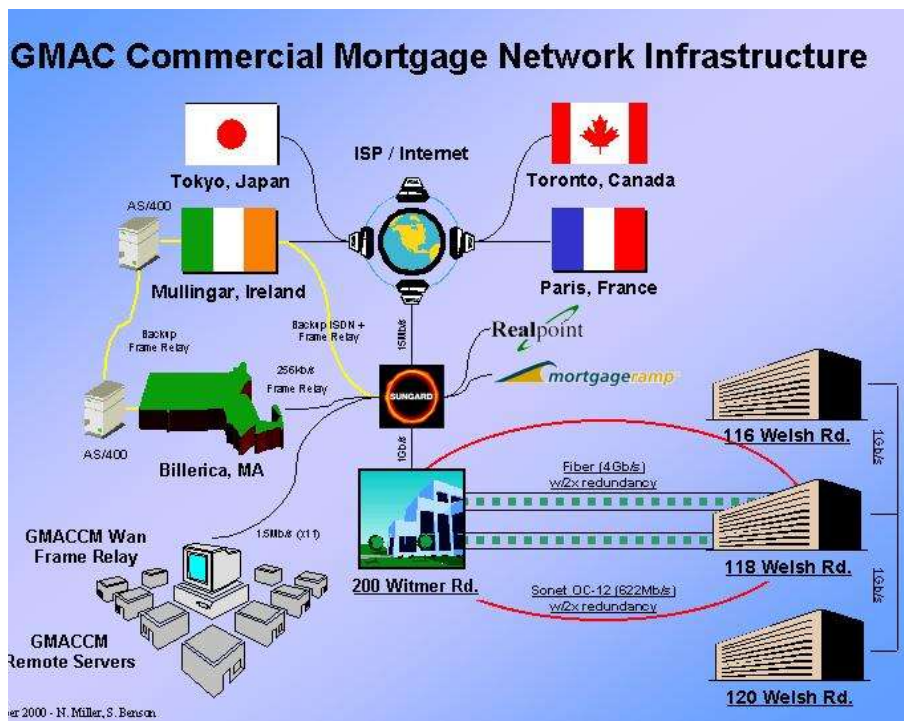 GMAC Commercial Mortgage Network Infrastructure
ISP / Internet
Tokyo, Japan
Toronto, Canada
AS/400
Mullingar, Ireland
Paris, France
Backup
Frame Relay
Backup ISDN +
Frame Relay
15Mb/s
Realpoint
mortgageramp
256kb/s
Frame Relay
SUNGARD
AS/400
Billerica, MA
1Gb/s
116 Welsh Rd.
1Gb/s
Fiber (4Gb/s)
w/2x redundancy
GMACCM Wan
Frame Relay
1.5Mb/s (x11)
200 Witmer Rd.
118 Welsh Rd.
Sonet OC-12 (622Mb/s)
w/2x redundancy
1Gb/s
GMACCM
Remote Servers
120 Welsh Rd.
er 2000 - N. Miller, S. Benson